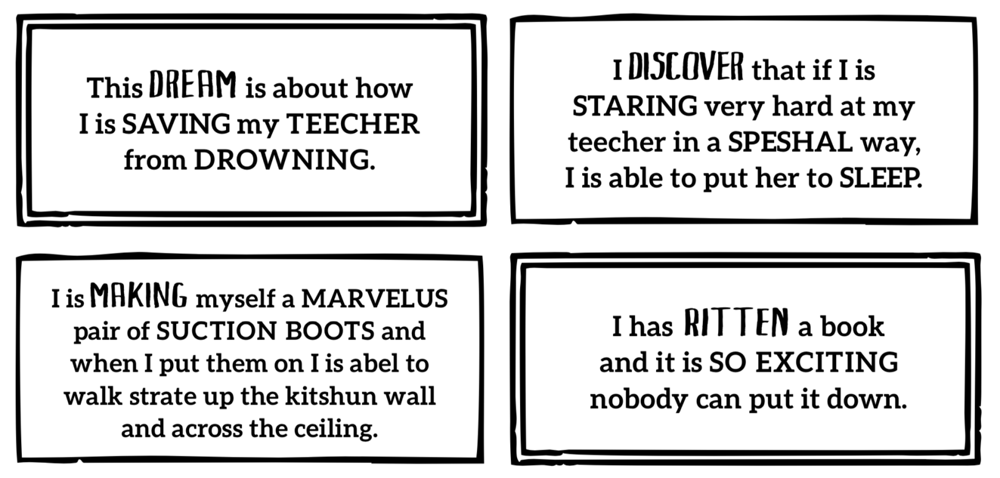 This DREAM is about how
I is SAVING my TEECHER
from DROWNING.
I DISCOVER that if I is
STARING very hard at my
teecher in a SPESHAL way,
I is able to put her to SLEEP.
I is MAKING myself a MARVELUS
pair of SUCTION BOOTS and
when I put them on I is abel to
walk strate up the kitshun wall
and across the ceiling.
I has RITTEN a book
and it is SO EXCITING
nobody can put it down.